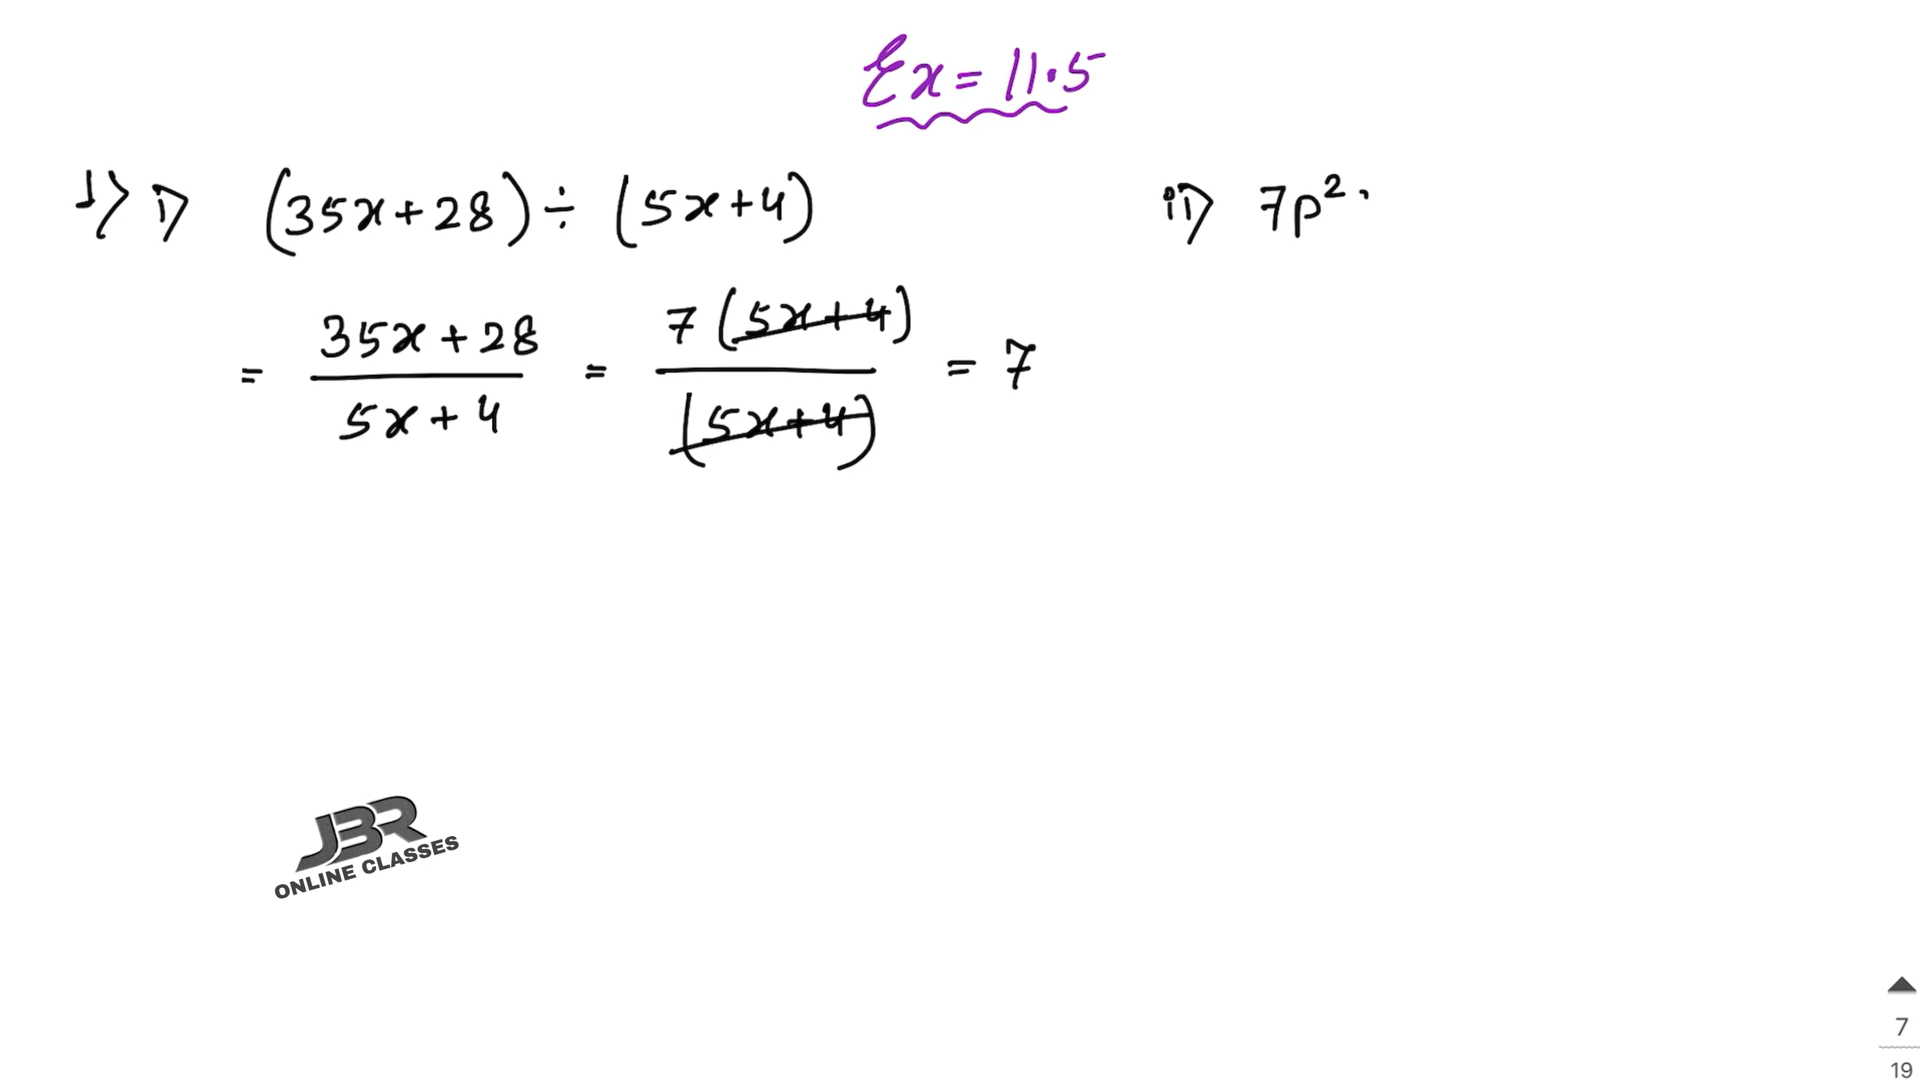 Ex = 11.5
1) i) (35x+28) ÷ (5x+4)
= 35x+28 / 5x+4 = 7(5x+4) / (5x+4) = 7
ii) 7p²
JBR
ONLINE CLASSES
7
19